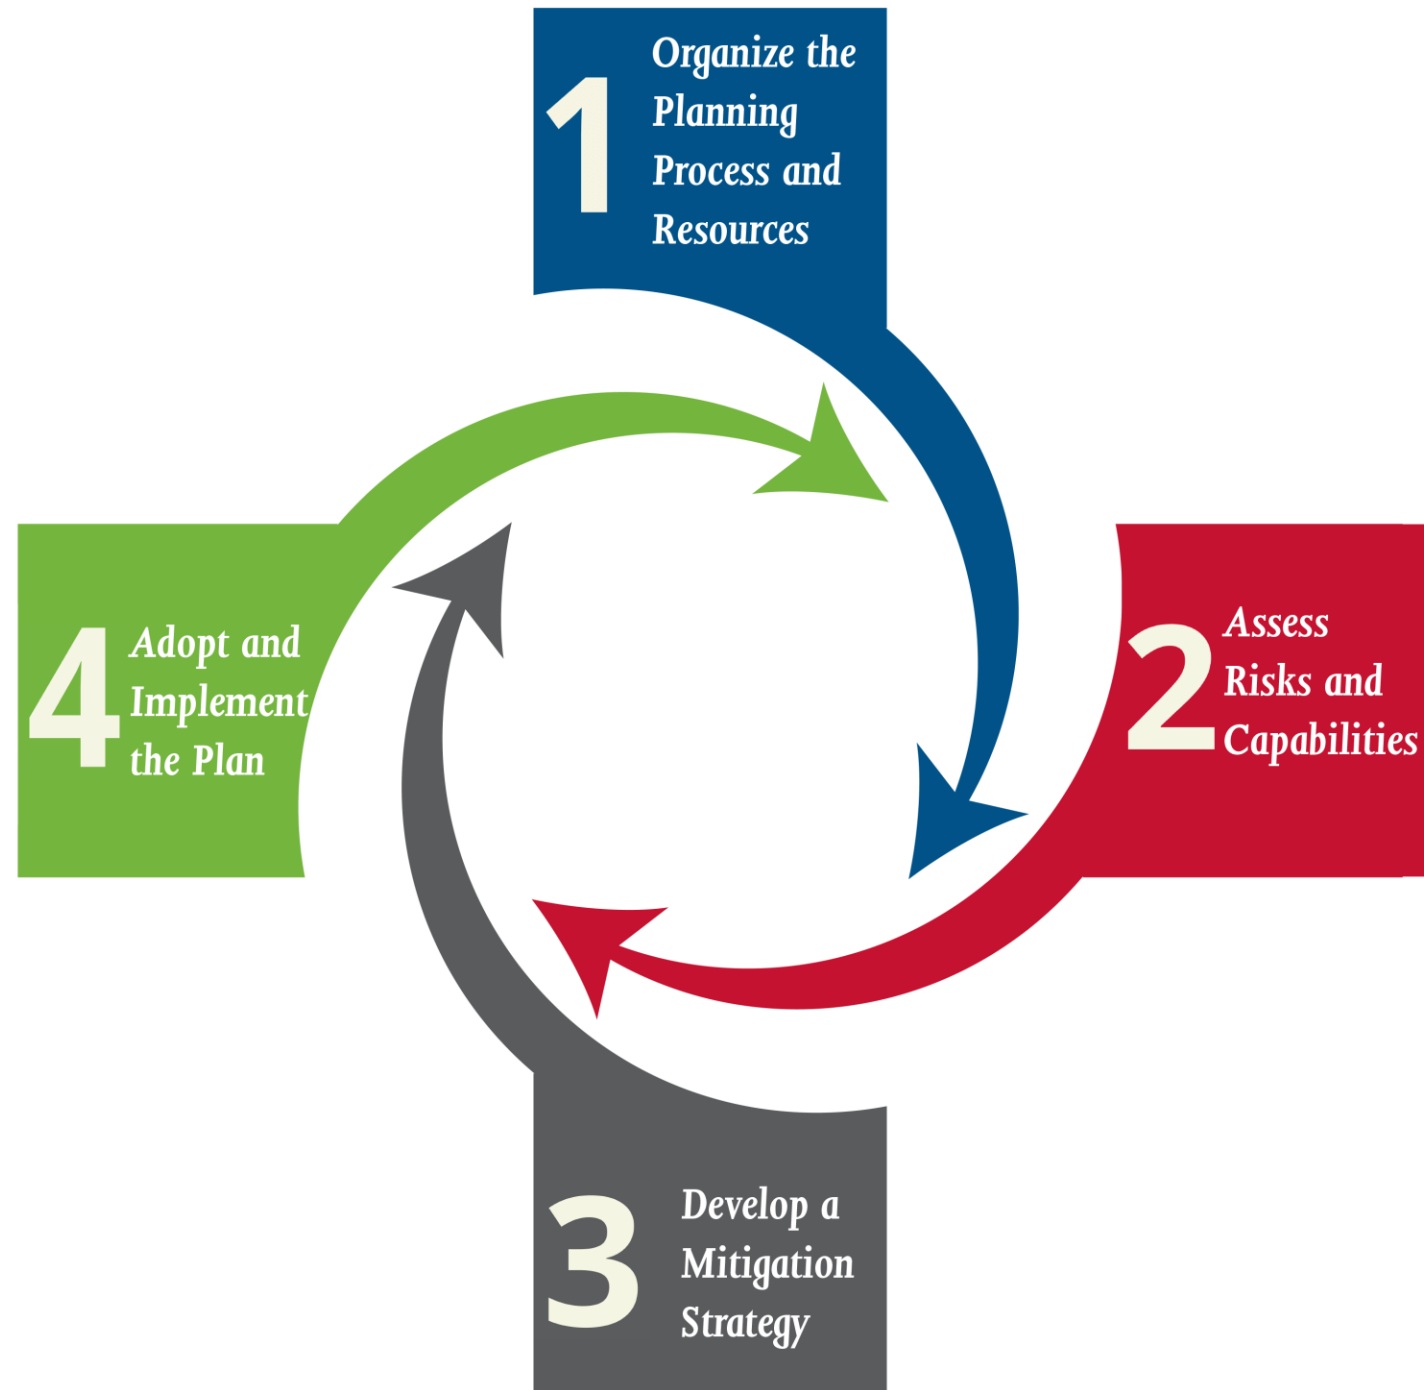 1
Organize the
Planning
Process and
Resources
2
Assess
Risks and
Capabilities
3
Develop a
Mitigation
Strategy
4
Adopt and
Implement
the Plan